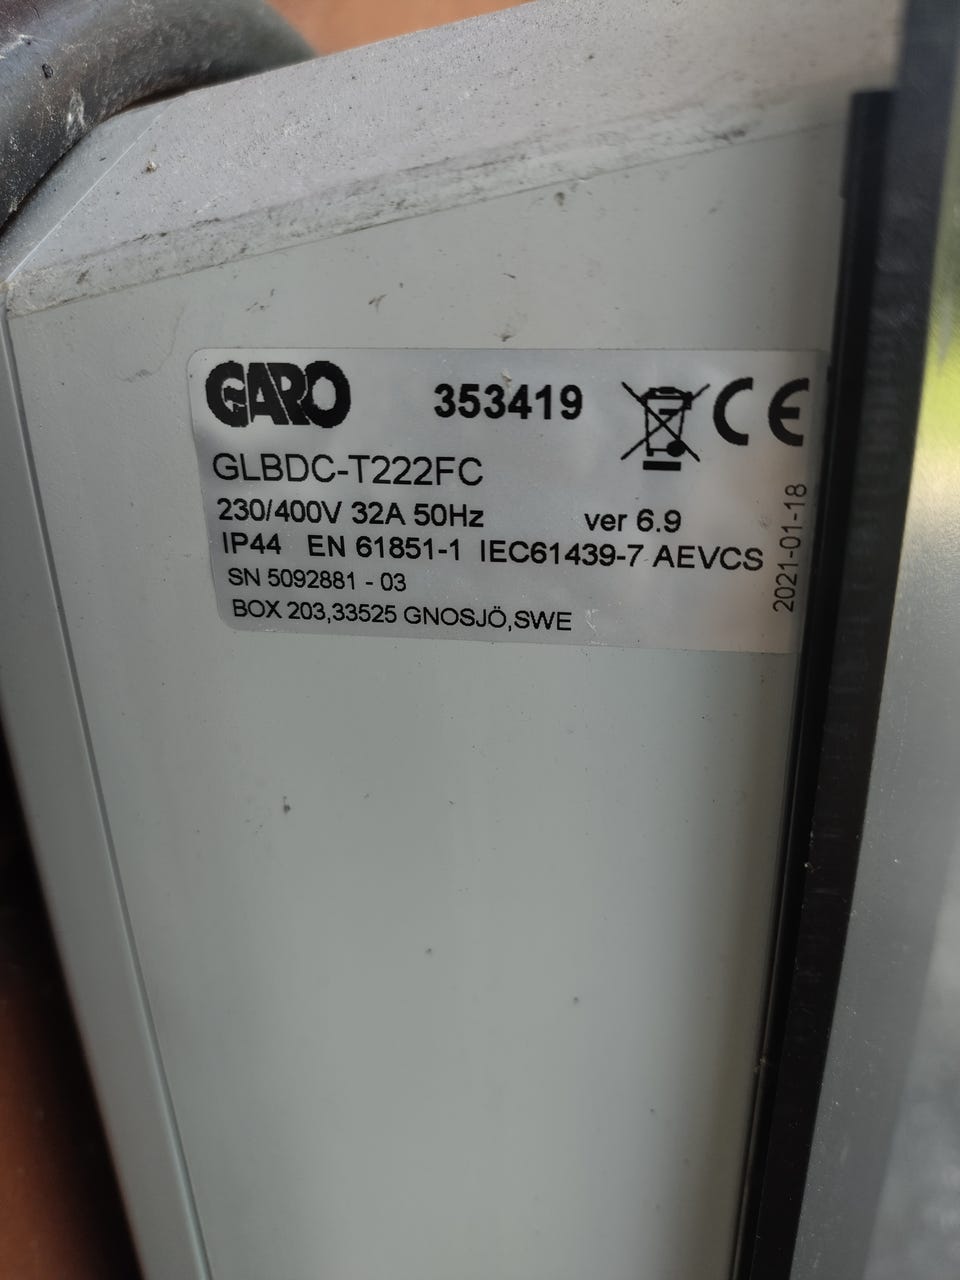 GARO 353419 CE
GLBDC-T222FC
230/400V 32A 50Hz ver 6.9
IP44 EN 61851-1 IEC61439-7 AEVCS
SN 5092881 - 03
BOX 203,33525 GNOSJÖ,SWE
2021-01-18